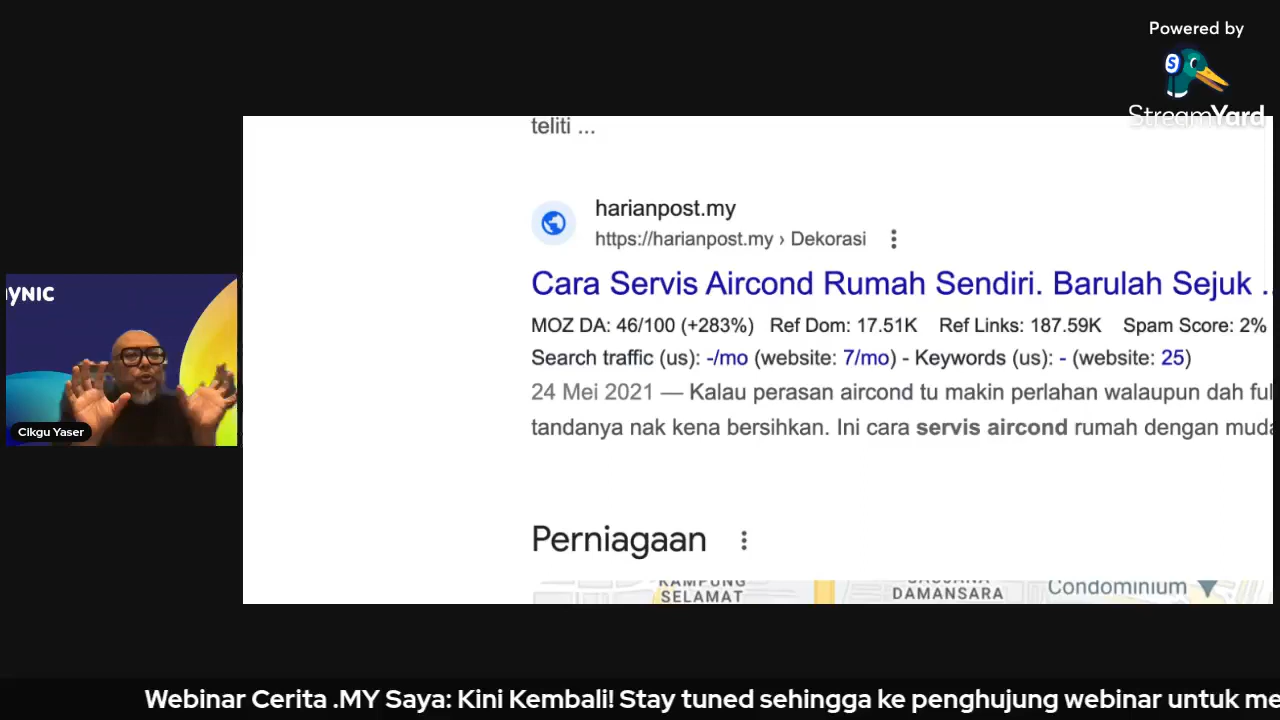 Powered by
StreamYard
teliti ...
harianpost.my
https://harianpost.my › Dekorasi
Cara Servis Aircond Rumah Sendiri. Barulah Sejuk ..
MOZ DA: 46/100 (+283%) Ref Dom: 17.51K Ref Links: 187.59K Spam Score: 2%
Search traffic (us): -/mo (website: 7/mo) - Keywords (us): - (website: 25)
24 Mei 2021 — Kalau perasan aircond tu makin perlahan walaupun dah ful
tandanya nak kena bersihkan. Ini cara servis aircond rumah dengan muda
Perniagaan
KAMPUNG
SELAMAT
DAMANSARA
Condominium
ynic
Cikgu Yaser
Webinar Cerita .MY Saya: Kini Kembali! Stay tuned sehingga ke penghujung webinar untuk me